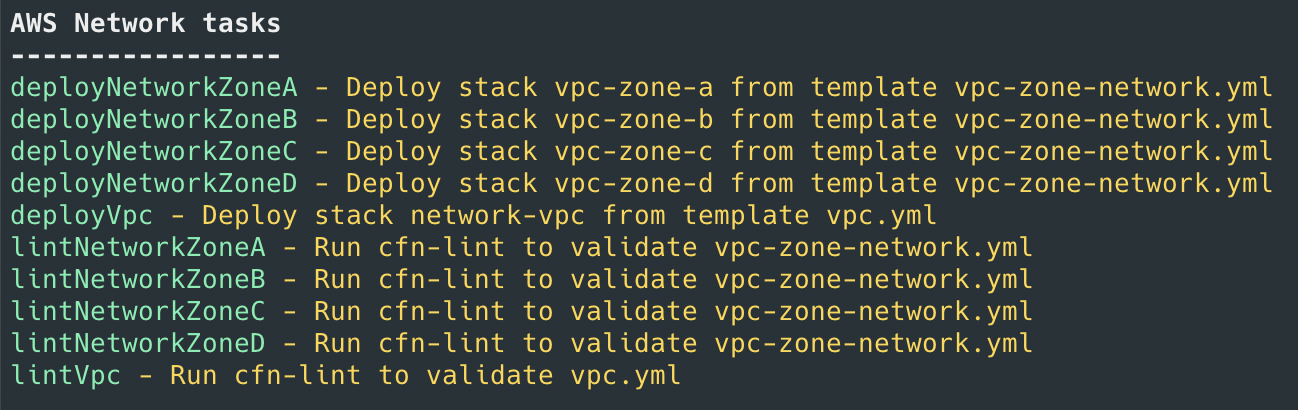 AWS Network tasks
-----------------
deployNetworkZoneA - Deploy stack vpc-zone-a from template vpc-zone-network.yml
deployNetworkZoneB - Deploy stack vpc-zone-b from template vpc-zone-network.yml
deployNetworkZoneC - Deploy stack vpc-zone-c from template vpc-zone-network.yml
deployNetworkZoneD - Deploy stack vpc-zone-d from template vpc-zone-network.yml
deployVpc - Deploy stack network-vpc from template vpc.yml
lintNetworkZoneA - Run cfn-lint to validate vpc-zone-network.yml
lintNetworkZoneB - Run cfn-lint to validate vpc-zone-network.yml
lintNetworkZoneC - Run cfn-lint to validate vpc-zone-network.yml
lintNetworkZoneD - Run cfn-lint to validate vpc-zone-network.yml
lintVpc - Run cfn-lint to validate vpc.yml